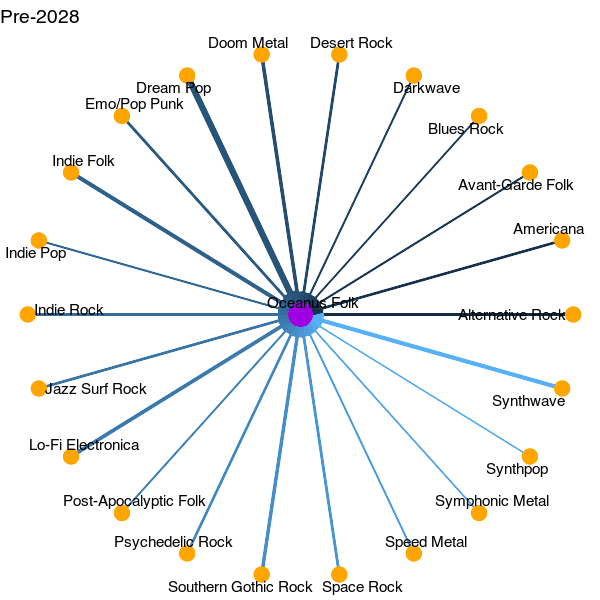 Pre-2028
Doom Metal
Desert Rock
Dream Pop
Darkwave
Emo/Pop Punk
Blues Rock
Indie Folk
Avant-Garde Folk
Americana
Indie Pop
Oceanus Folk
Indie Rock
Alternative Rock
Jazz Surf Rock
Synthwave
Lo-Fi Electronica
Synthpop
Post-Apocalyptic Folk
Symphonic Metal
Psychedelic Rock
Speed Metal
Southern Gothic Rock
Space Rock